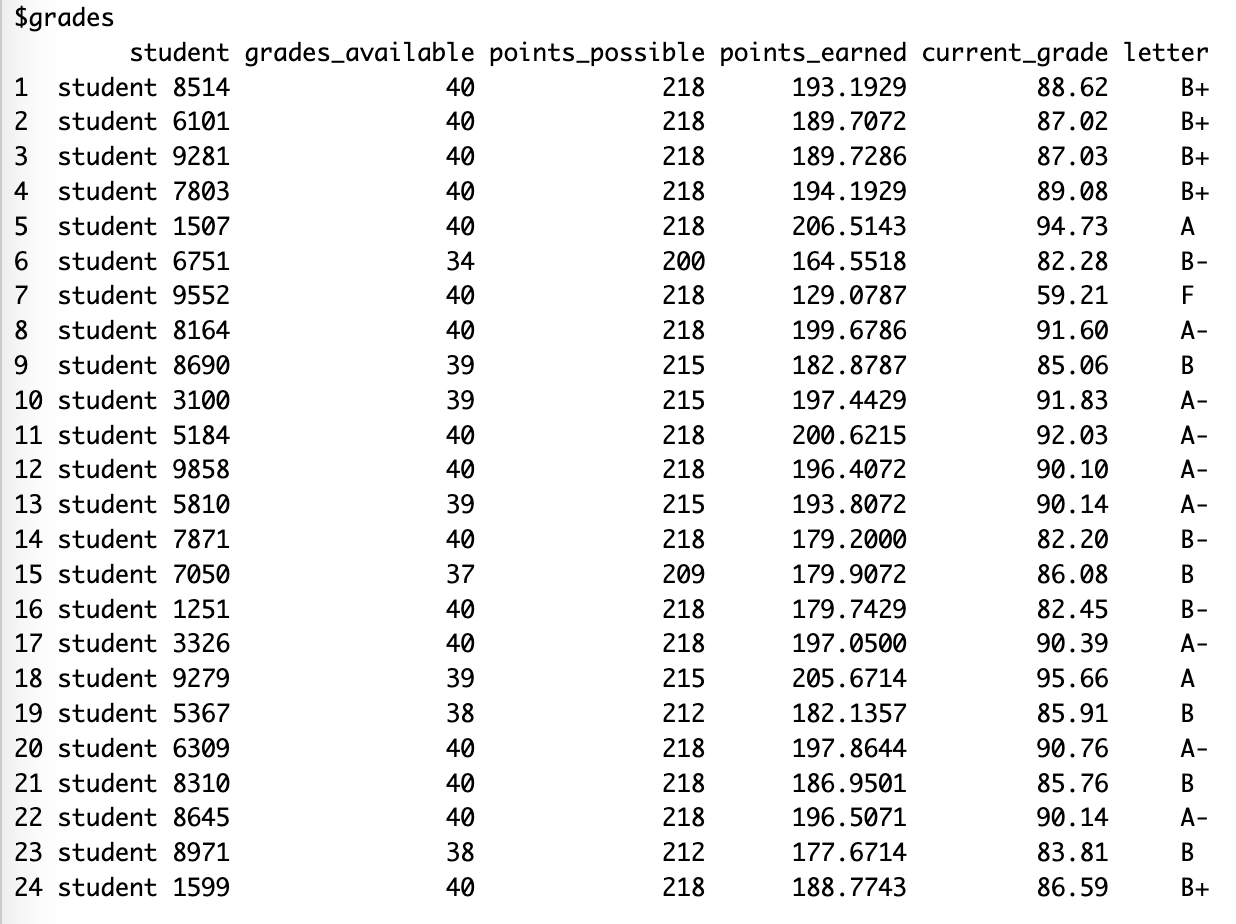 $grades
student grades_available points_possible points_earned current_grade letter
1 student 8514 40 218 193.1929 88.62 B+
2 student 6101 40 218 189.7072 87.02 B+
3 student 9281 40 218 189.7286 87.03 B+
4 student 7803 40 218 194.1929 89.08 B+
5 student 1507 40 218 206.5143 94.73 A
6 student 6751 34 200 164.5518 82.28 B-
7 student 9552 40 218 129.0787 59.21 F
8 student 8164 40 218 199.6786 91.60 A-
9 student 8690 39 215 182.8787 85.06 B
10 student 3100 39 215 197.4429 91.83 A-
11 student 5184 40 218 200.6215 92.03 A-
12 student 9858 40 218 196.4072 90.10 A-
13 student 5810 39 215 193.8072 90.14 A-
14 student 7871 40 218 179.2000 82.20 B-
15 student 7050 37 209 179.9072 86.08 B
16 student 1251 40 218 179.7429 82.45 B-
17 student 3326 40 218 197.0500 90.39 A-
18 student 9279 39 215 205.6714 95.66 A
19 student 5367 38 212 182.1357 85.91 B
20 student 6309 40 218 197.8644 90.76 A-
21 student 8310 40 218 186.9501 85.76 B
22 student 8645 40 218 196.5071 90.14 A-
23 student 8971 38 212 177.6714 83.81 B
24 student 1599 40 218 188.7743 86.59 B+